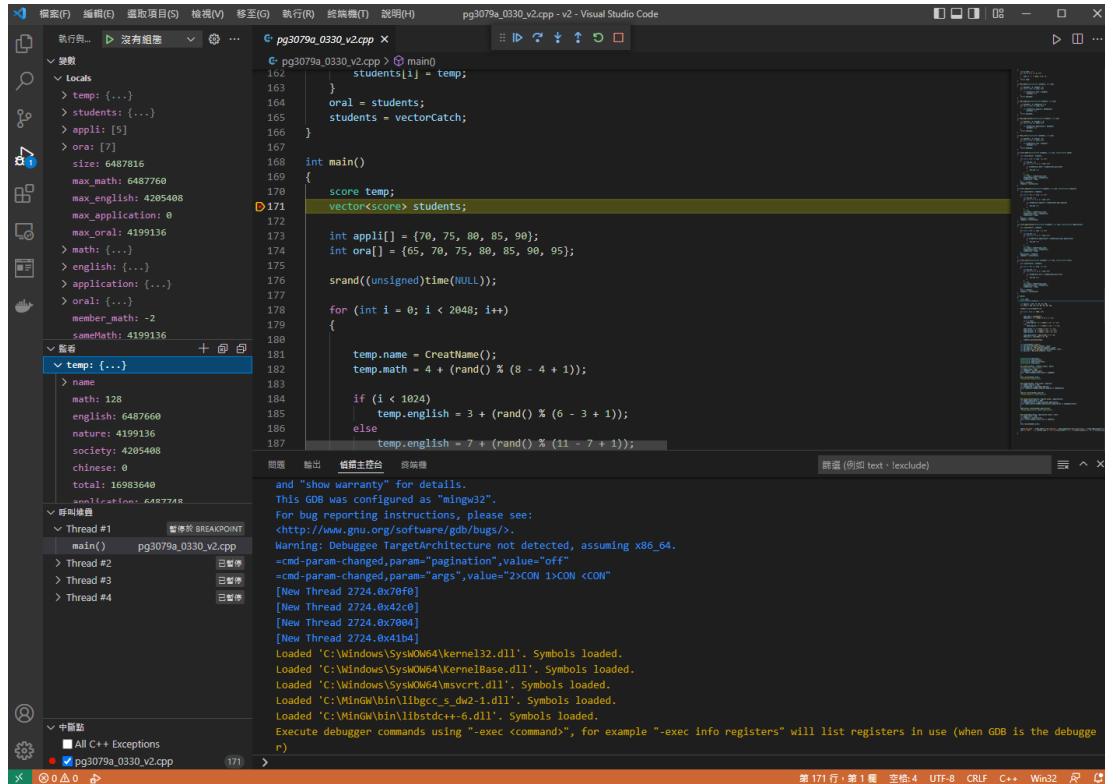 檔案(F) 編輯(E) 選取項目(S) 檢視(V) 移至(G) 執行(R) 終端機(T) 說明(H) pg3079a_0330_v2.cpp - v2 - Visual Studio Code
執行與... 沒有組態
pg3079a_0330_v2.cpp
pg3079a_0330_v2.cpp > main()
變數
Locals
temp: {...}
students: {...}
appli: [5]
ora: [7]
size: 6487816
max_math: 6487760
max_english: 4205408
max_application: 0
max_oral: 4199136
math: {...}
english: {...}
application: {...}
oral: {...}
member_math: -2
sameMath: 4199136
監看
temp: {...}
name
math: 128
english: 6487660
nature: 4199136
society: 4205408
chinese: 0
total: 16983640
application: 6487748
呼叫堆疊
Thread #1 暫停於 BREAKPOINT
main() pg3079a_0330_v2.cpp
Thread #2 已暫停
Thread #3 已暫停
Thread #4 已暫停
中斷點
All C++ Exceptions
pg3079a_0330_v2.cpp 171
162 students[i] = temp;
163 }
164 oral = students;
165 students = vectorCatch;
166 }
167
168 int main()
169 {
170 score temp;
171 vector<score> students;
172
173 int appli[] = {70, 75, 80, 85, 90};
174 int ora[] = {65, 70, 75, 80, 85, 90, 95};
175
176 srand((unsigned)time(NULL));
177
178 for (int i = 0; i < 2048; i++)
179 {
180
181 temp.name = CreatName();
182 temp.math = 4 + (rand() % (8 - 4 + 1));
183
184 if (i < 1024)
185 temp.english = 3 + (rand() % (6 - 3 + 1));
186 else
187 temp.english = 7 + (rand() % (11 - 7 + 1));
問題 輸出 偵錯主控台 終端機 篩選 (例如 text、!exclude)
and "show warranty" for details.
This GDB was configured as "mingw32".
For bug reporting instructions, please see:
<http://www.gnu.org/software/gdb/bugs/>.
Warning: Debuggee TargetArchitecture not detected, assuming x86_64.
=cmd-param-changed,param="pagination",value="off"
=cmd-param-changed,param="args",value="2>CON 1>CON <CON"
[New Thread 2724.0x70f0]
[New Thread 2724.0x42c0]
[New Thread 2724.0x7004]
[New Thread 2724.0x41b4]
Loaded 'C:\Windows\SysWOW64\kernel32.dll'. Symbols loaded.
Loaded 'C:\Windows\SysWOW64\KernelBase.dll'. Symbols loaded.
Loaded 'C:\Windows\SysWOW64\msvcrt.dll'. Symbols loaded.
Loaded 'C:\MinGW\bin\libgcc_s_dw2-1.dll'. Symbols loaded.
Loaded 'C:\MinGW\bin\libstdc++-6.dll'. Symbols loaded.
Execute debugger commands using "-exec <command>", for example "-exec info registers" will list registers in use (when GDB is the debugge
r)
1
0 0 第 171 行，第 1 欄 空格: 4 UTF-8 CRLF C++ Win32